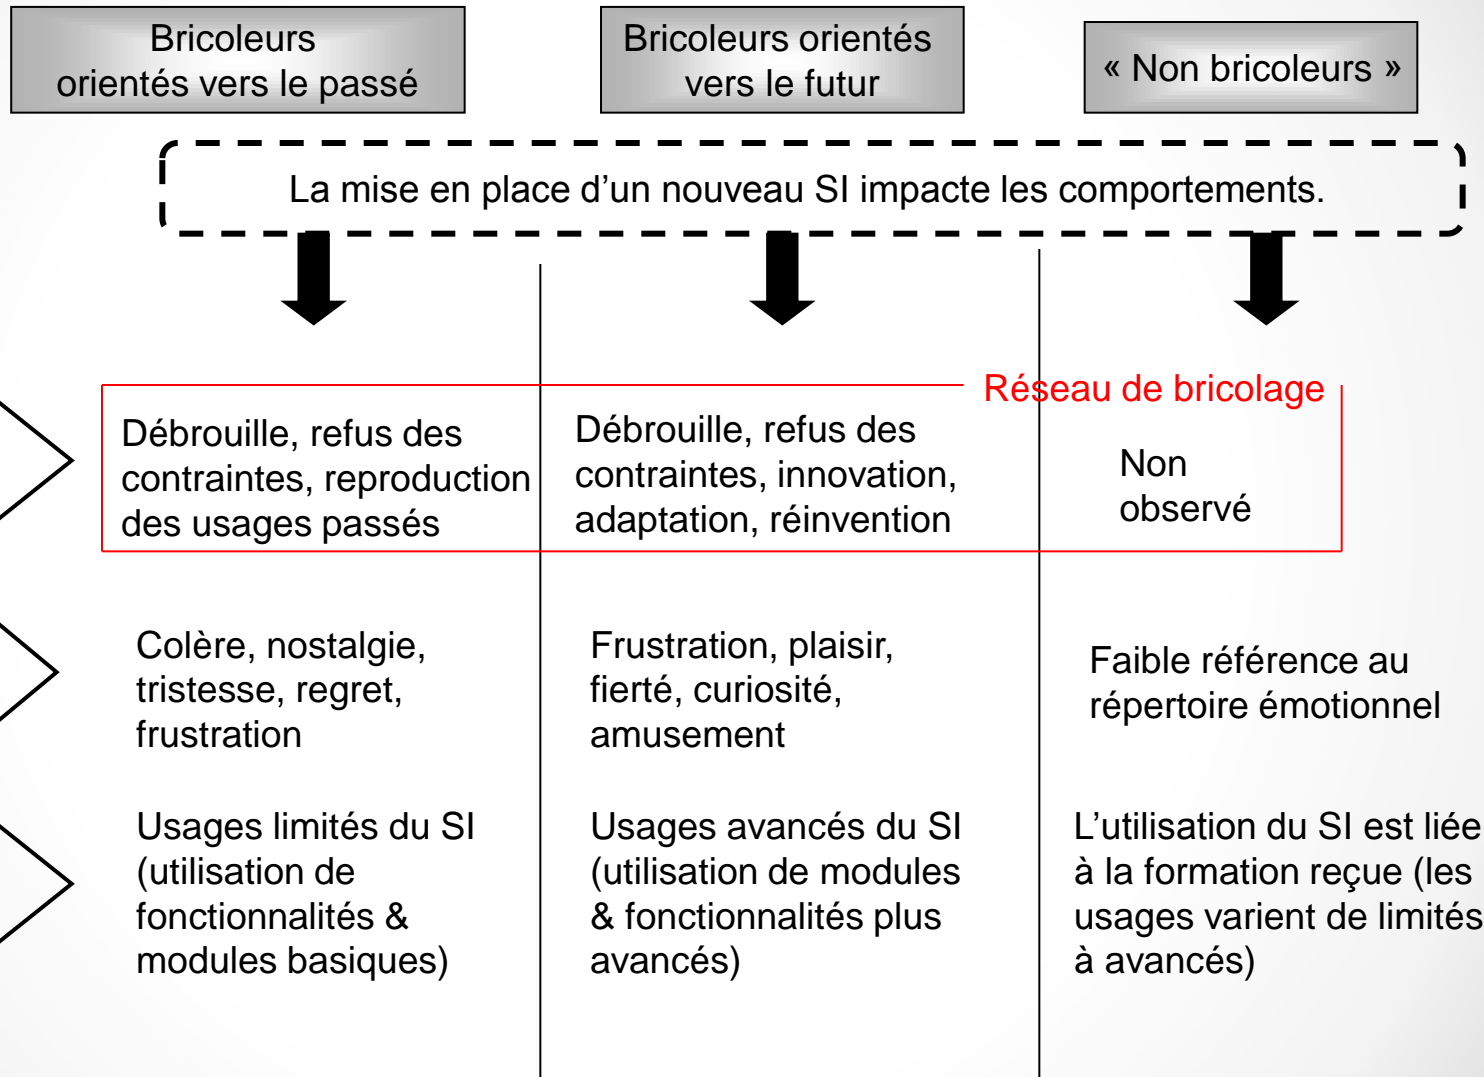 Bricoleurs
orientés vers le passé
Bricoleurs orientés
vers le futur
« Non bricoleurs »
La mise en place d’un nouveau SI impacte les comportements.
Réseau de bricolage
Débrouille, refus des
contraintes, reproduction
des usages passés
Débrouille, refus des
contraintes, innovation,
adaptation, réinvention
Non
observé
Colère, nostalgie,
tristesse, regret,
frustration
Frustration, plaisir,
fierté, curiosité,
amusement
Faible référence au
répertoire émotionnel
Usages limités du SI
(utilisation de
fonctionnalités &
modules basiques)
Usages avancés du SI
(utilisation de modules
& fonctionnalités plus
avancés)
L’utilisation du SI est liée
à la formation reçue (les
usages varient de limités
à avancés)